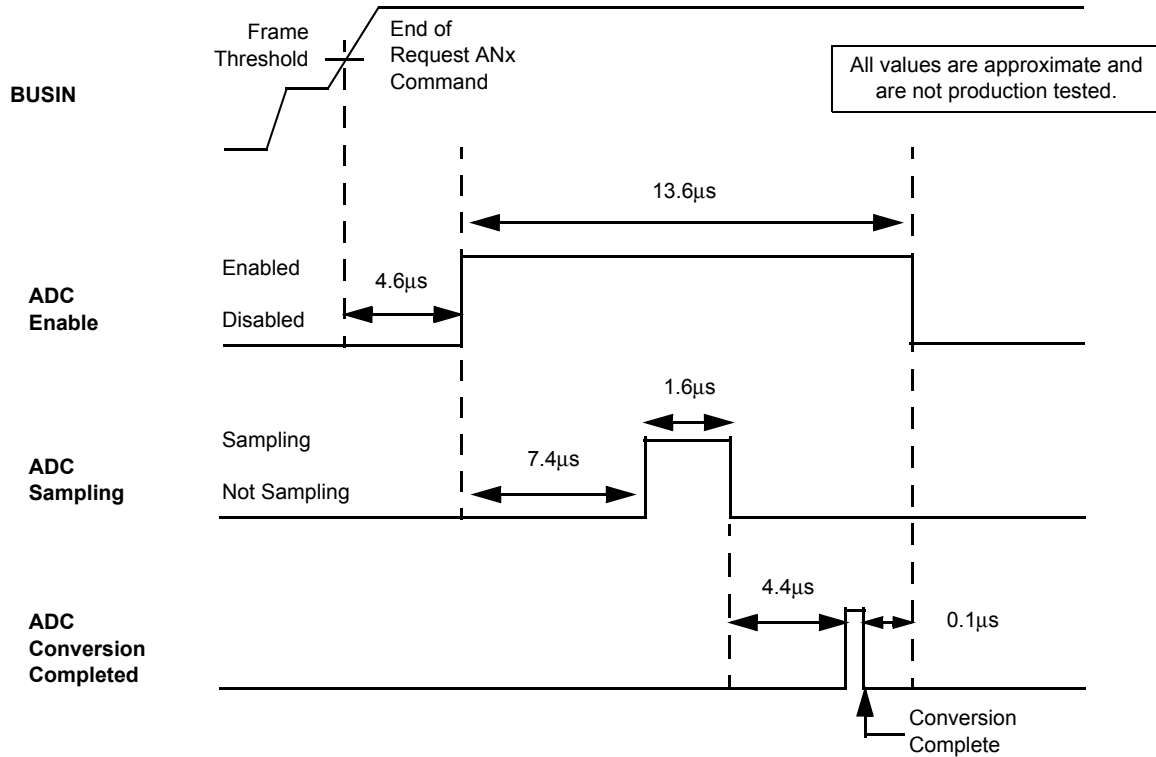 Frame
Threshold
End of
Request ANx
Command
All values are approximate and
are not production tested.
BUSIN
13.6μs
Enabled
4.6μs
ADC
Enable
Disabled
1.6μs
Sampling
7.4μs
ADC
Sampling
Not Sampling
4.4μs
0.1μs
ADC
Conversion
Completed
Conversion
Complete